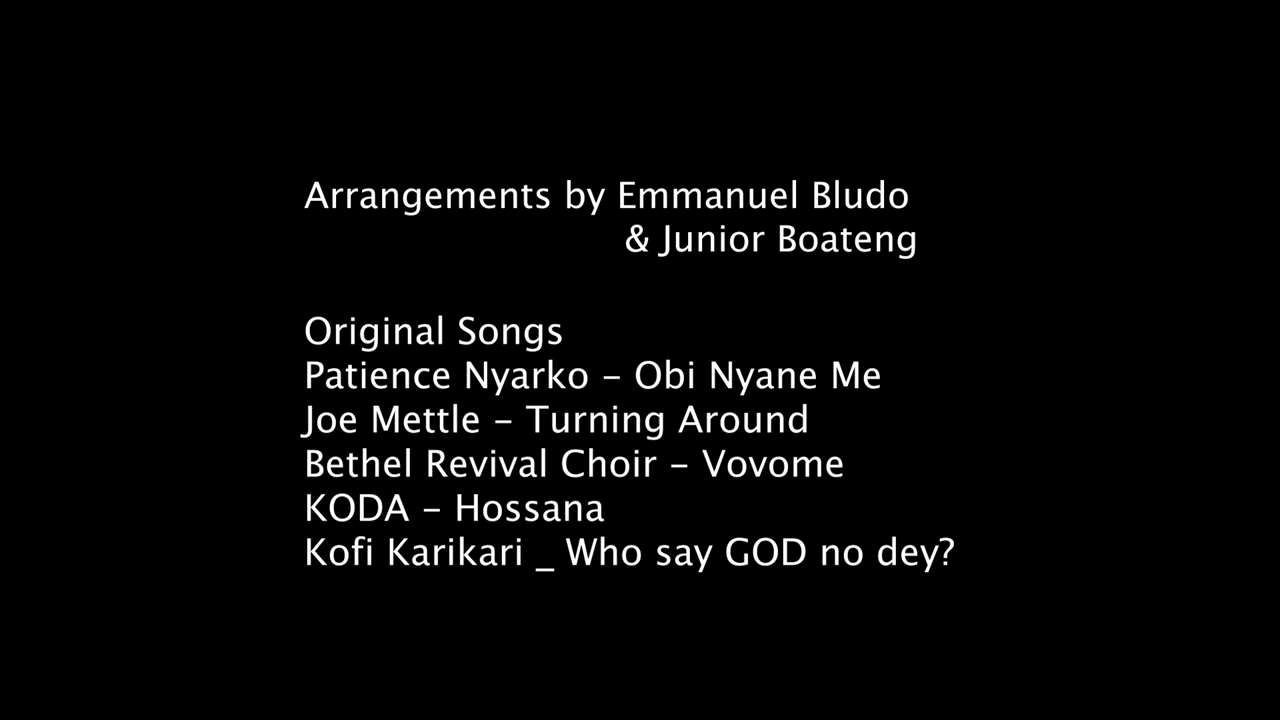 Arrangements by Emmanuel Bludo
& Junior Boateng
Original Songs
Patience Nyarko – Obi Nyane Me
Joe Mettle – Turning Around
Bethel Revival Choir – Vovome
KODA – Hossana
Kofi Karikari _ Who say GOD no dey?